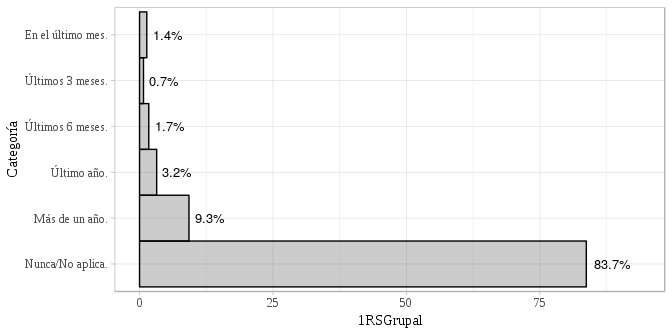 Categoría
En el último mes.
1.4%
Últimos 3 meses.
0.7%
Últimos 6 meses.
1.7%
Último año.
3.2%
Más de un año.
9.3%
Nunca/No aplica.
83.7%
0 25 50 75
1RSGrupal